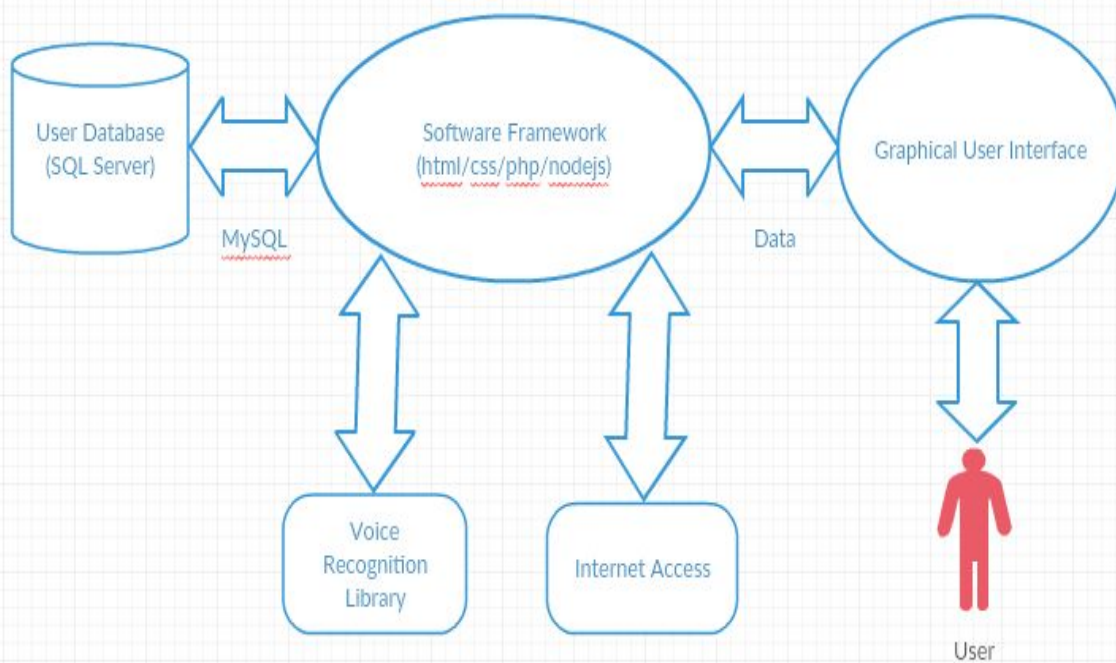 User Database
(SQL Server)
MySQL
Software Framework
(html/css/php/nodejs)
Data
Graphical User Interface
Voice
Recognition
Library
Internet Access
User